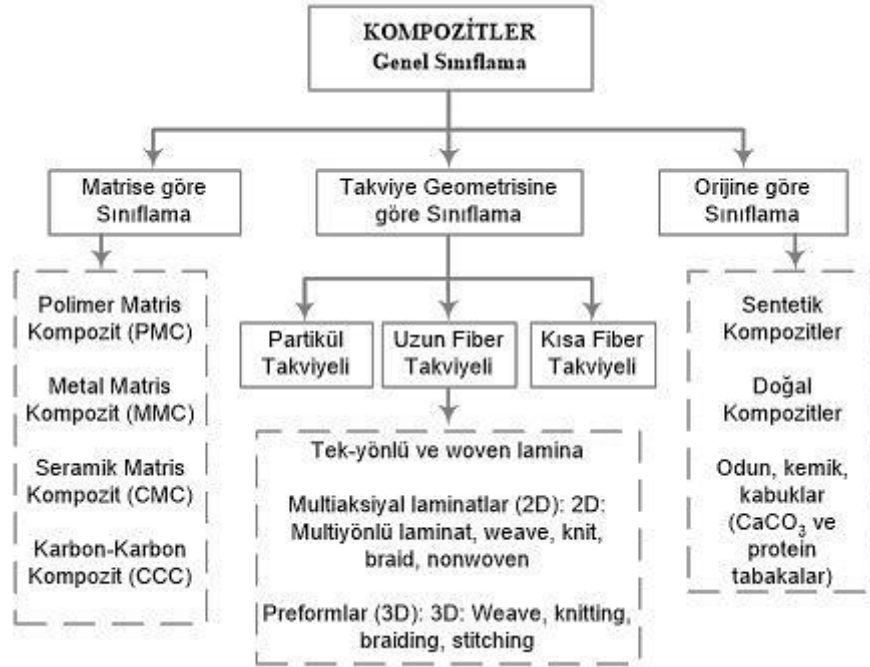 KOMPOZİTLER
Genel Sınıflama
Matrise göre
Sınıflama
Takviye Geometrisine
göre Sınıflama
Orijine göre
Sınıflama
Polimer Matris
Kompozit (PMC)
Metal Matris
Kompozit (MMC)
Seramik Matris
Kompozit (CMC)
Karbon-Karbon
Kompozit (CCC)
Partikül
Takviyeli
Uzun Fiber
Takviyeli
Kısa Fiber
Takviyeli
Tek-yönlü ve woven lamina
Multiaksiyal laminatlar (2D): 2D:
Multiyönlü laminat, weave, knit,
braid, nonwoven
Preformlar (3D): 3D: Weave, knitting,
braiding, stitching
Sentetik
Kompozitler
Doğal
Kompozitler
Odun, kemik,
kabuklar
(CaCO₃ ve
protein
tabakalar)